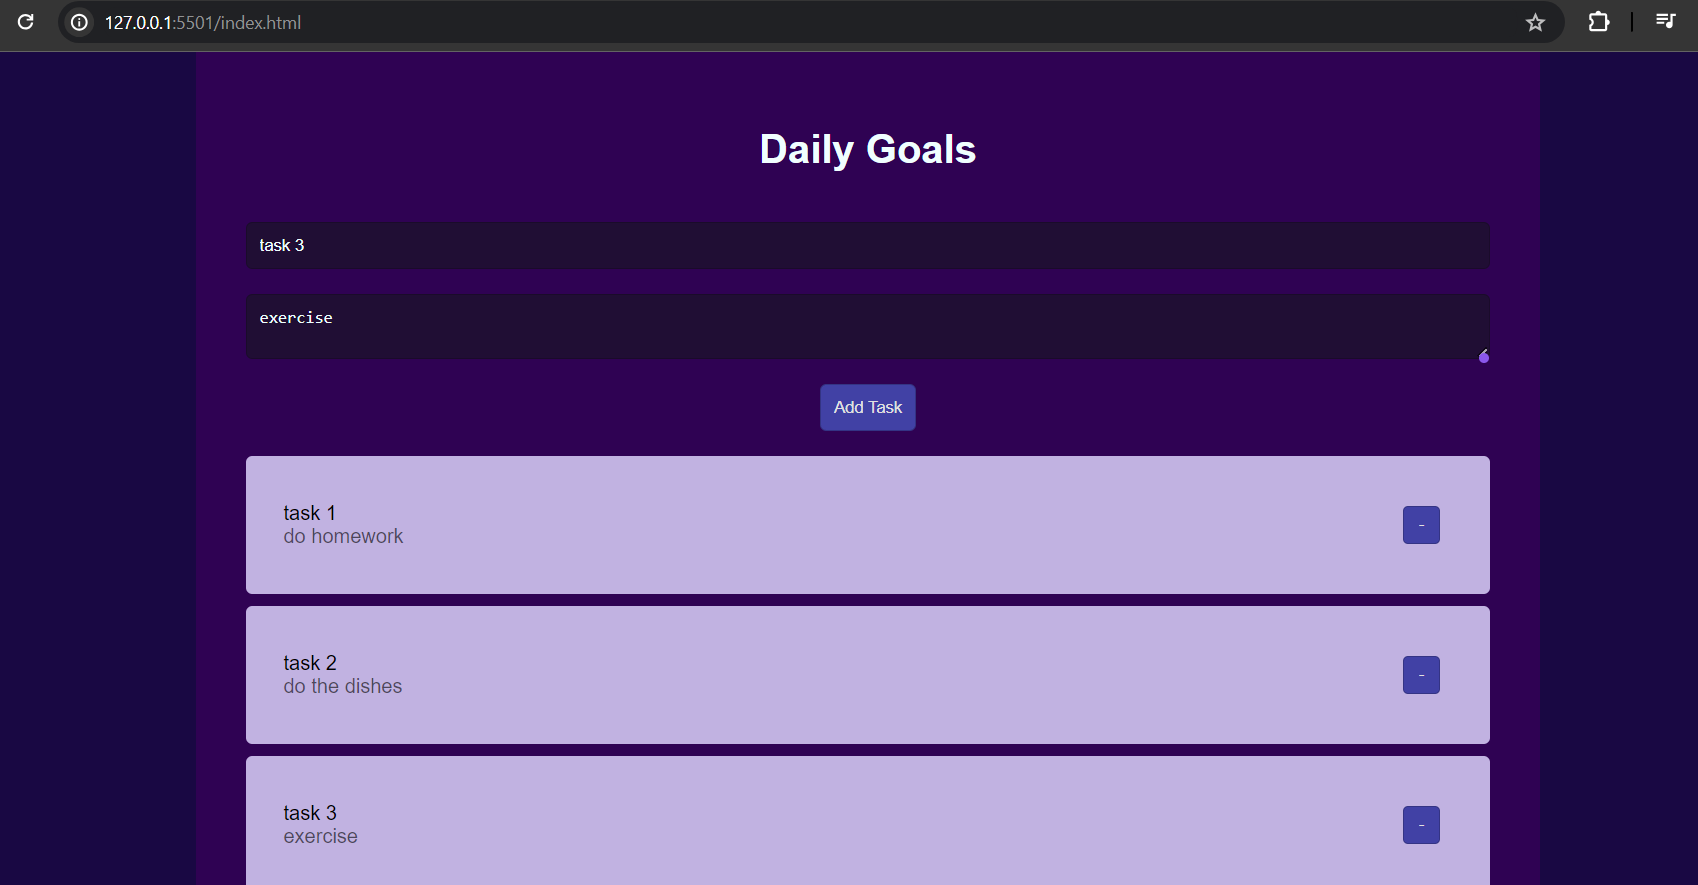 127.0.0.1:5501/index.html
Daily Goals
task 3
exercise
Add Task
task 1
do homework
-
task 2
do the dishes
-
task 3
exercise
-